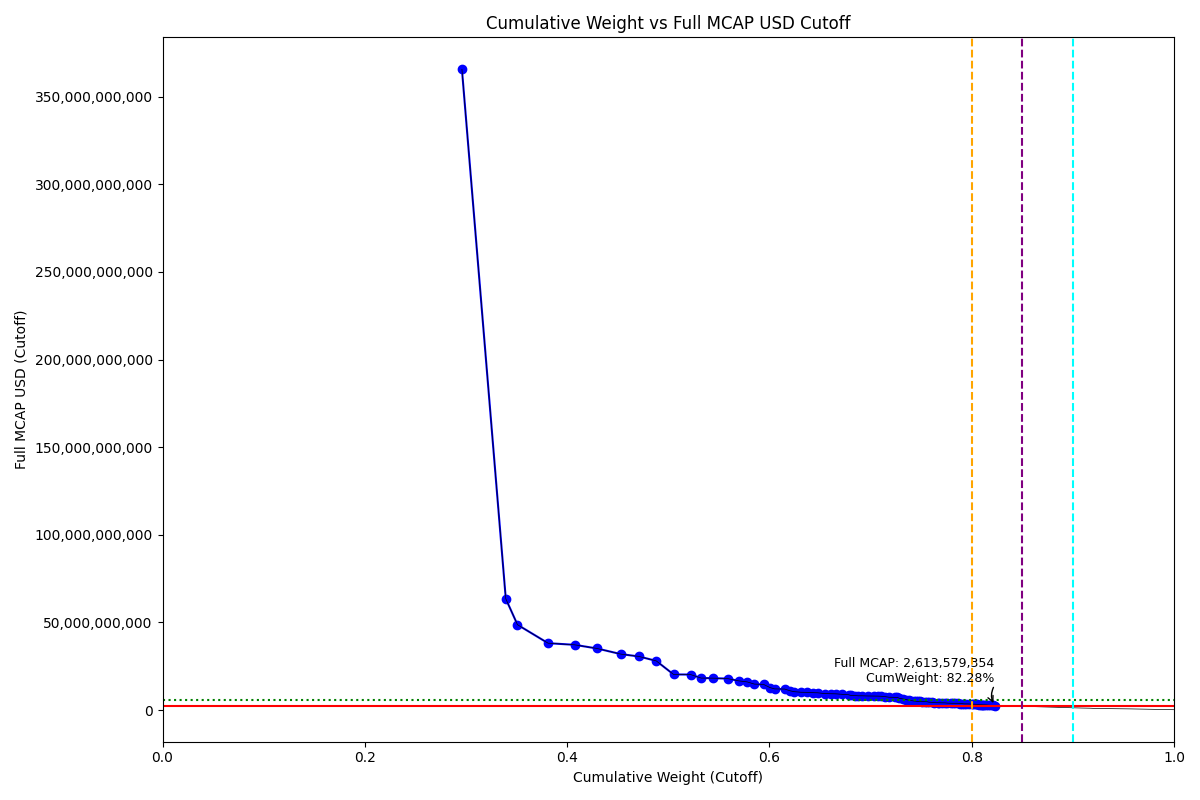 Cumulative Weight vs Full MCAP USD Cutoff
Full MCAP USD (Cutoff)
350,000,000,000
300,000,000,000
250,000,000,000
200,000,000,000
150,000,000,000
100,000,000,000
50,000,000,000
0
Full MCAP: 2,613,579,354
CumWeight: 82.28%
0.0 0.2 0.4 0.6 0.8 1.0
Cumulative Weight (Cutoff)